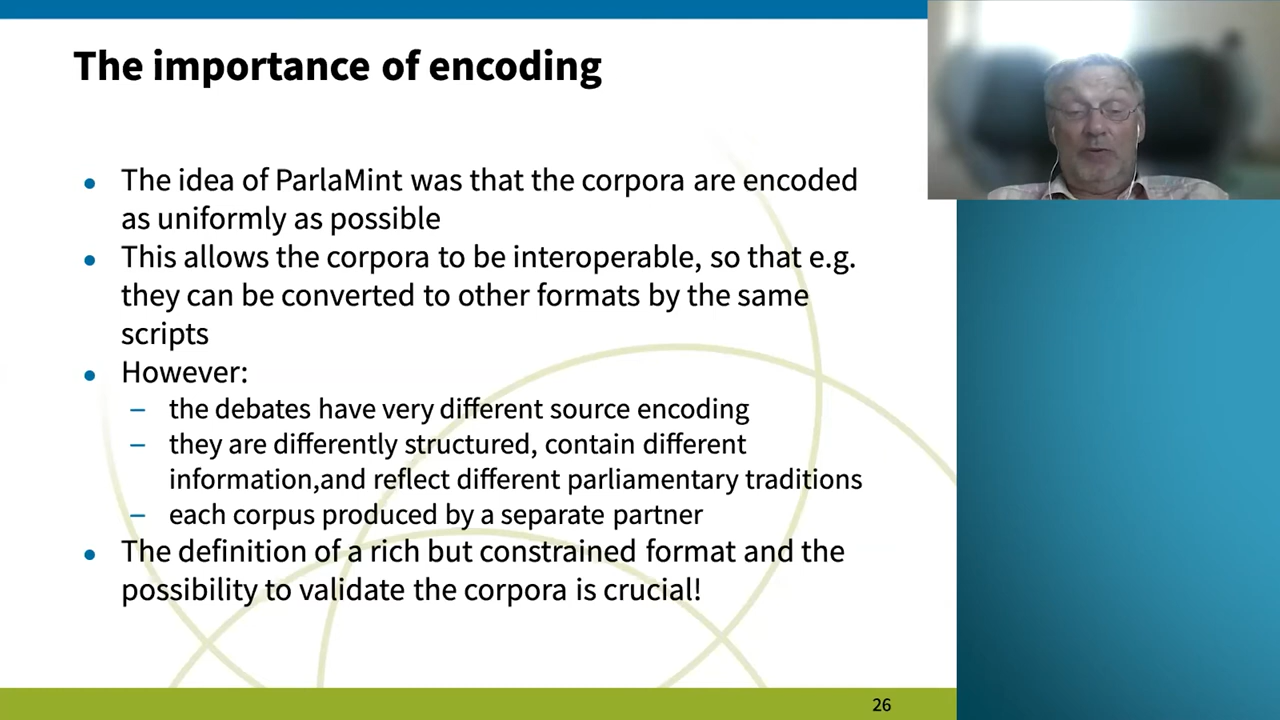 The importance of encoding
• The idea of ParlaMint was that the corpora are encoded
as uniformly as possible
• This allows the corpora to be interoperable, so that e.g.
they can be converted to other formats by the same
scripts
• However:
– the debates have very different source encoding
– they are differently structured, contain different
information,and reflect different parliamentary traditions
– each corpus produced by a separate partner
• The definition of a rich but constrained format and the
possibility to validate the corpora is crucial!
26